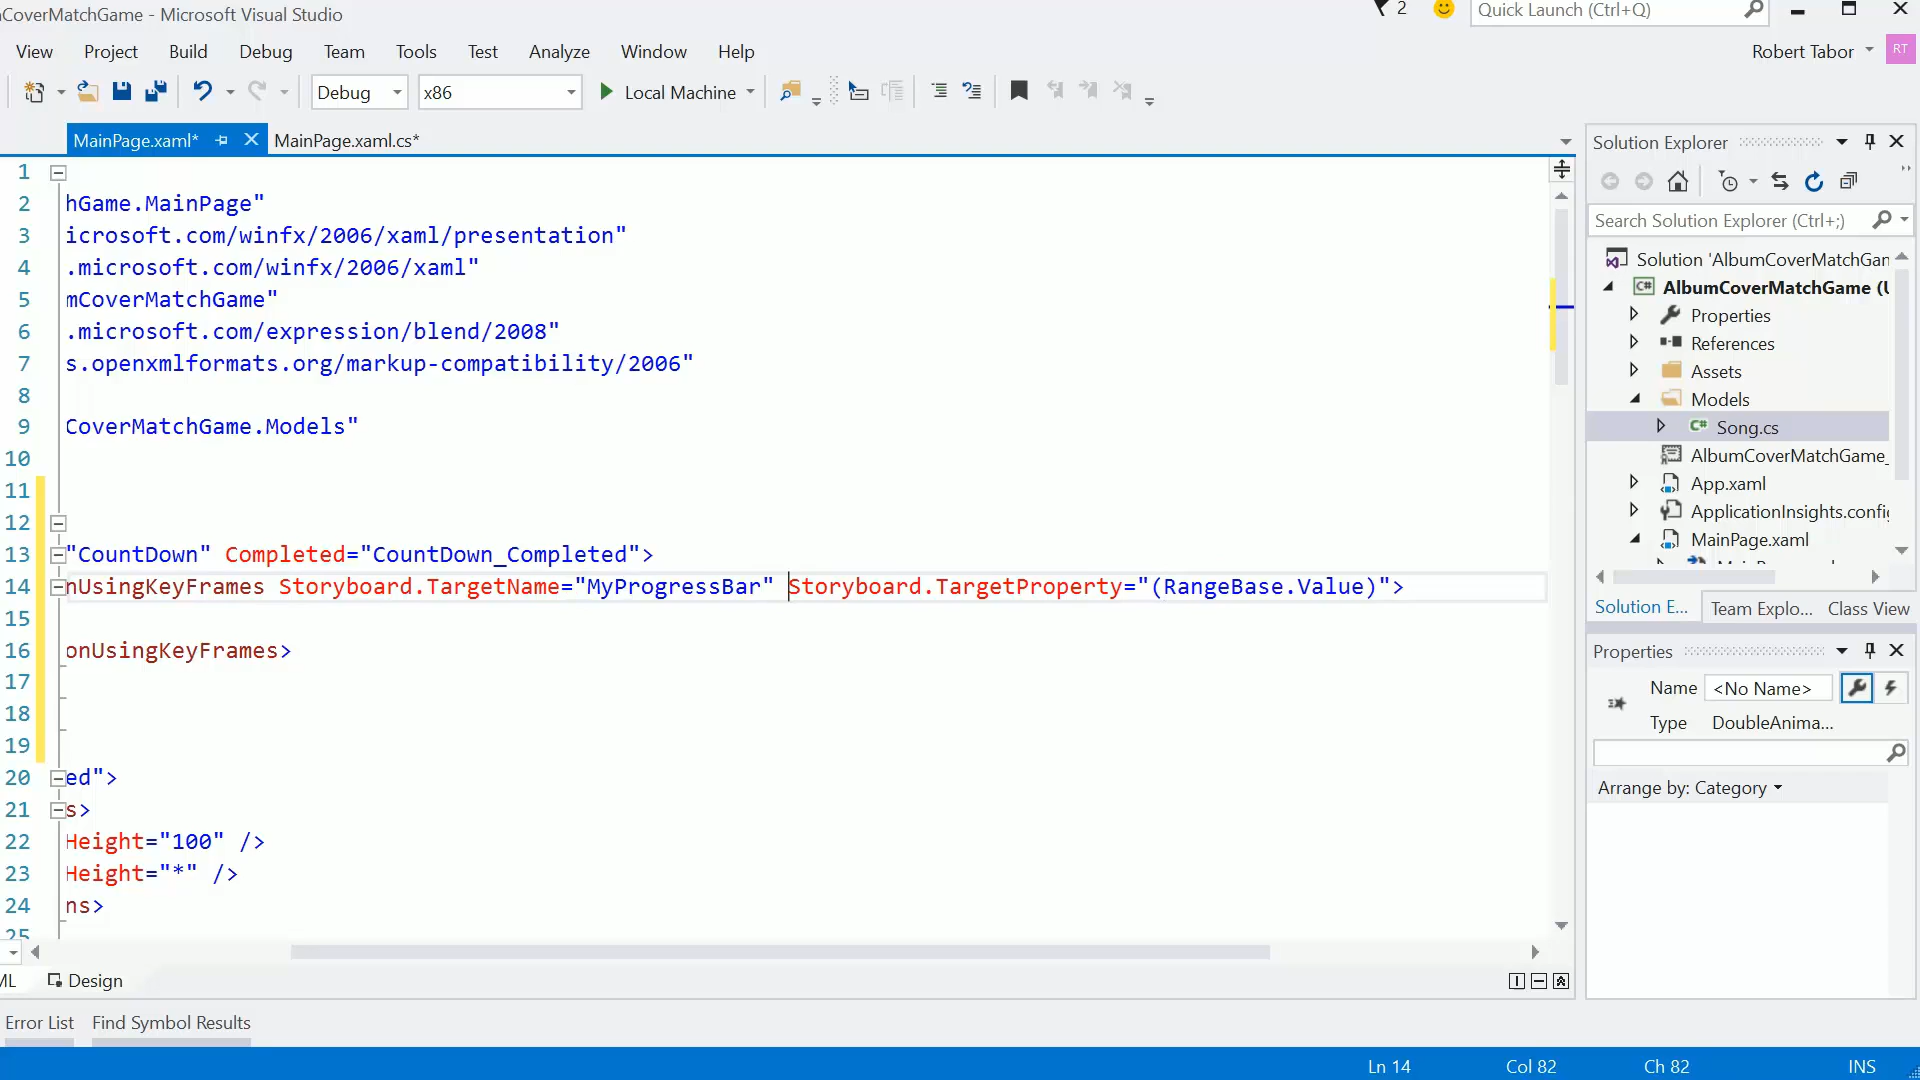 CoverMatchGame - Microsoft Visual Studio
2
Quick Launch (Ctrl+Q)
View Project Build Debug Team Tools Test Analyze Window Help
Robert Tabor
RT
Debug x86 Local Machine
MainPage.xaml* MainPage.xaml.cs*
1
2 hGame.MainPage"
3 icrosoft.com/winfx/2006/xaml/presentation"
4 .microsoft.com/winfx/2006/xaml"
5 mCoverMatchGame"
6 .microsoft.com/expression/blend/2008"
7 s.openxmlformats.org/markup-compatibility/2006"
8
9 CoverMatchGame.Models"
10
11
12
13 "CountDown" Completed="CountDown_Completed">
14 nUsingKeyFrames Storyboard.TargetName="MyProgressBar" Storyboard.TargetProperty="(RangeBase.Value)">
15
16 onUsingKeyFrames>
17
18
19
20 ed">
21 s>
22 Height="100" />
23 Height="*" />
24 ns>
25
ML Design
Error List Find Symbol Results
Solution Explorer
Search Solution Explorer (Ctrl+;)
Solution 'AlbumCoverMatchGan
AlbumCoverMatchGame (U
Properties
References
Assets
Models
C# Song.cs
AlbumCoverMatchGame_
App.xaml
ApplicationInsights.config
MainPage.xaml
Solution E... Team Explo... Class View
Properties
Name <No Name>
Type DoubleAnima...
Arrange by: Category
Ln 14 Col 82 Ch 82 INS